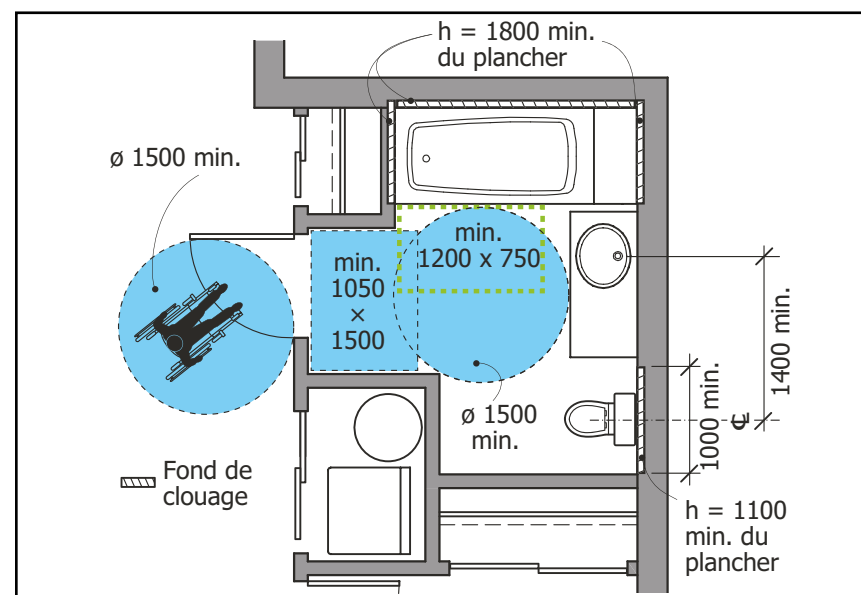 h = 1800 min.
du plancher
ø 1500 min.
min.
1200 x 750
min.
1050
×
1500
1400 min.
1000 min.
℄
ø 1500
min.
Fond de
clouage
h = 1100
min. du
plancher